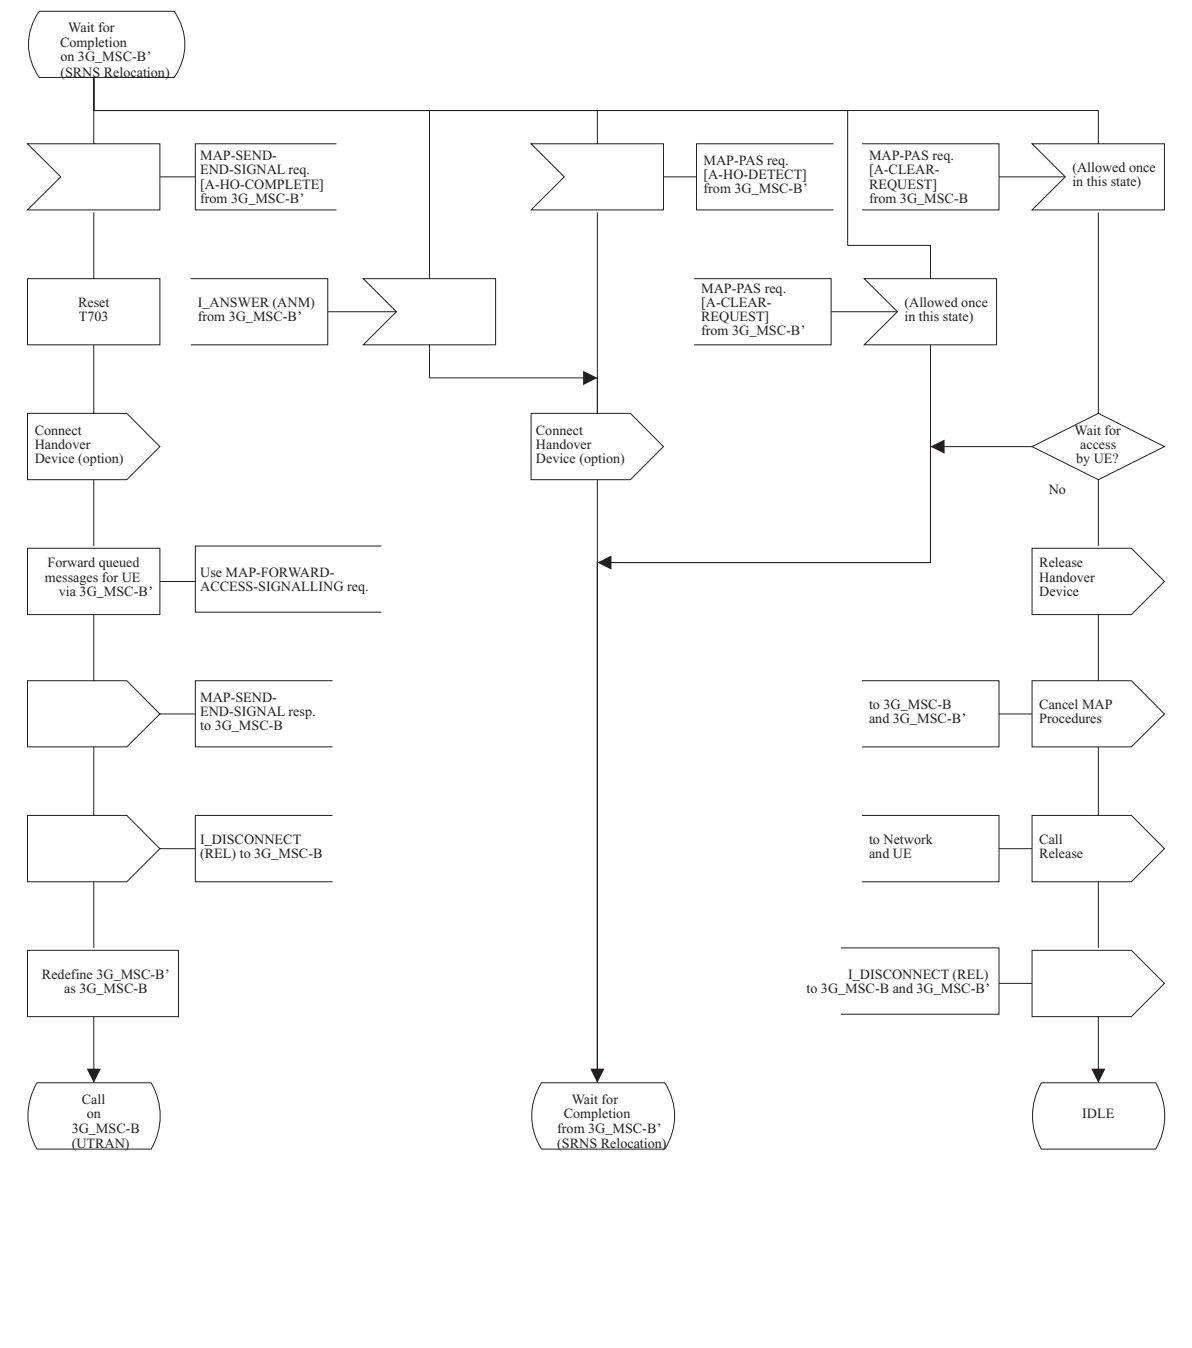 Wait for
Completion
on 3G_MSC-B’
(SRNS Relocation)
MAP-SEND-
END-SIGNAL req.
[A-HO-COMPLETE]
from 3G_MSC-B’
MAP-PAS req.
[A-HO-DETECT]
from 3G_MSC-B’
MAP-PAS req.
[A-CLEAR-
REQUEST]
from 3G_MSC-B
(Allowed once
in this state)
Reset
T703
I_ANSWER (ANM)
from 3G_MSC-B’
MAP-PAS req.
[A-CLEAR-
REQUEST]
from 3G_MSC-B’
(Allowed once
in this state)
Connect
Handover
Device (option)
Connect
Handover
Device (option)
Wait for
access
by UE?
No
Forward queued
messages for UE
via 3G_MSC-B’
Use MAP-FORWARD-
ACCESS-SIGNALLING req.
Release
Handover
Device
MAP-SEND-
END-SIGNAL resp.
to 3G_MSC-B
to 3G_MSC-B
and 3G_MSC-B’
Cancel MAP
Procedures
I_DISCONNECT
(REL) to 3G_MSC-B
to Network
and UE
Call
Release
Redefine 3G_MSC-B’
as 3G_MSC-B
I_DISCONNECT (REL)
to 3G_MSC-B and 3G_MSC-B’
Call
on
3G_MSC-B
(UTRAN)
Wait for
Completion
from 3G_MSC-B’
(SRNS Relocation)
IDLE